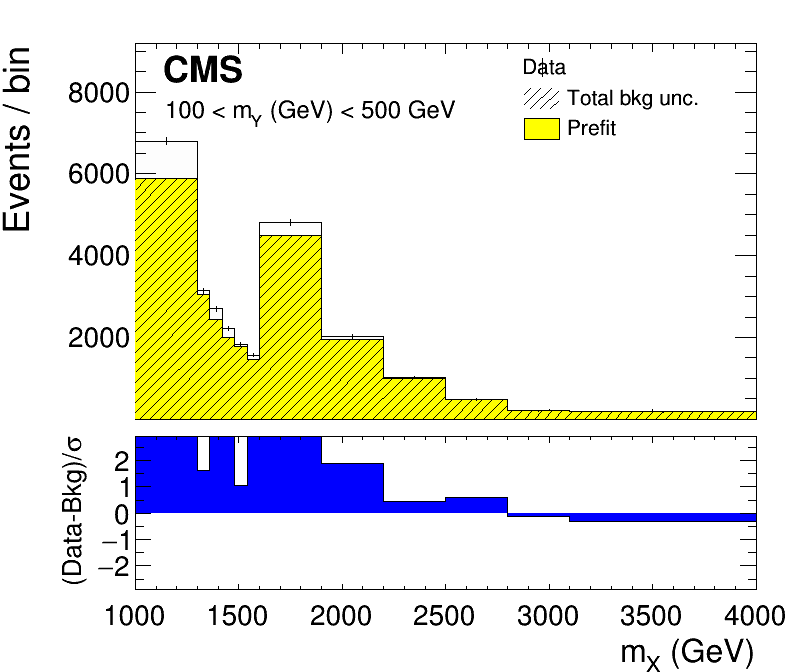 Events / bin
8000
6000
4000
2000
CMS
100 < mY (GeV) < 500 GeV
Data
Total bkg unc.
Prefit
(Data-Bkg)/σ
2
1
0
−1
−2
1000 1500 2000 2500 3000 3500 4000
mX (GeV)